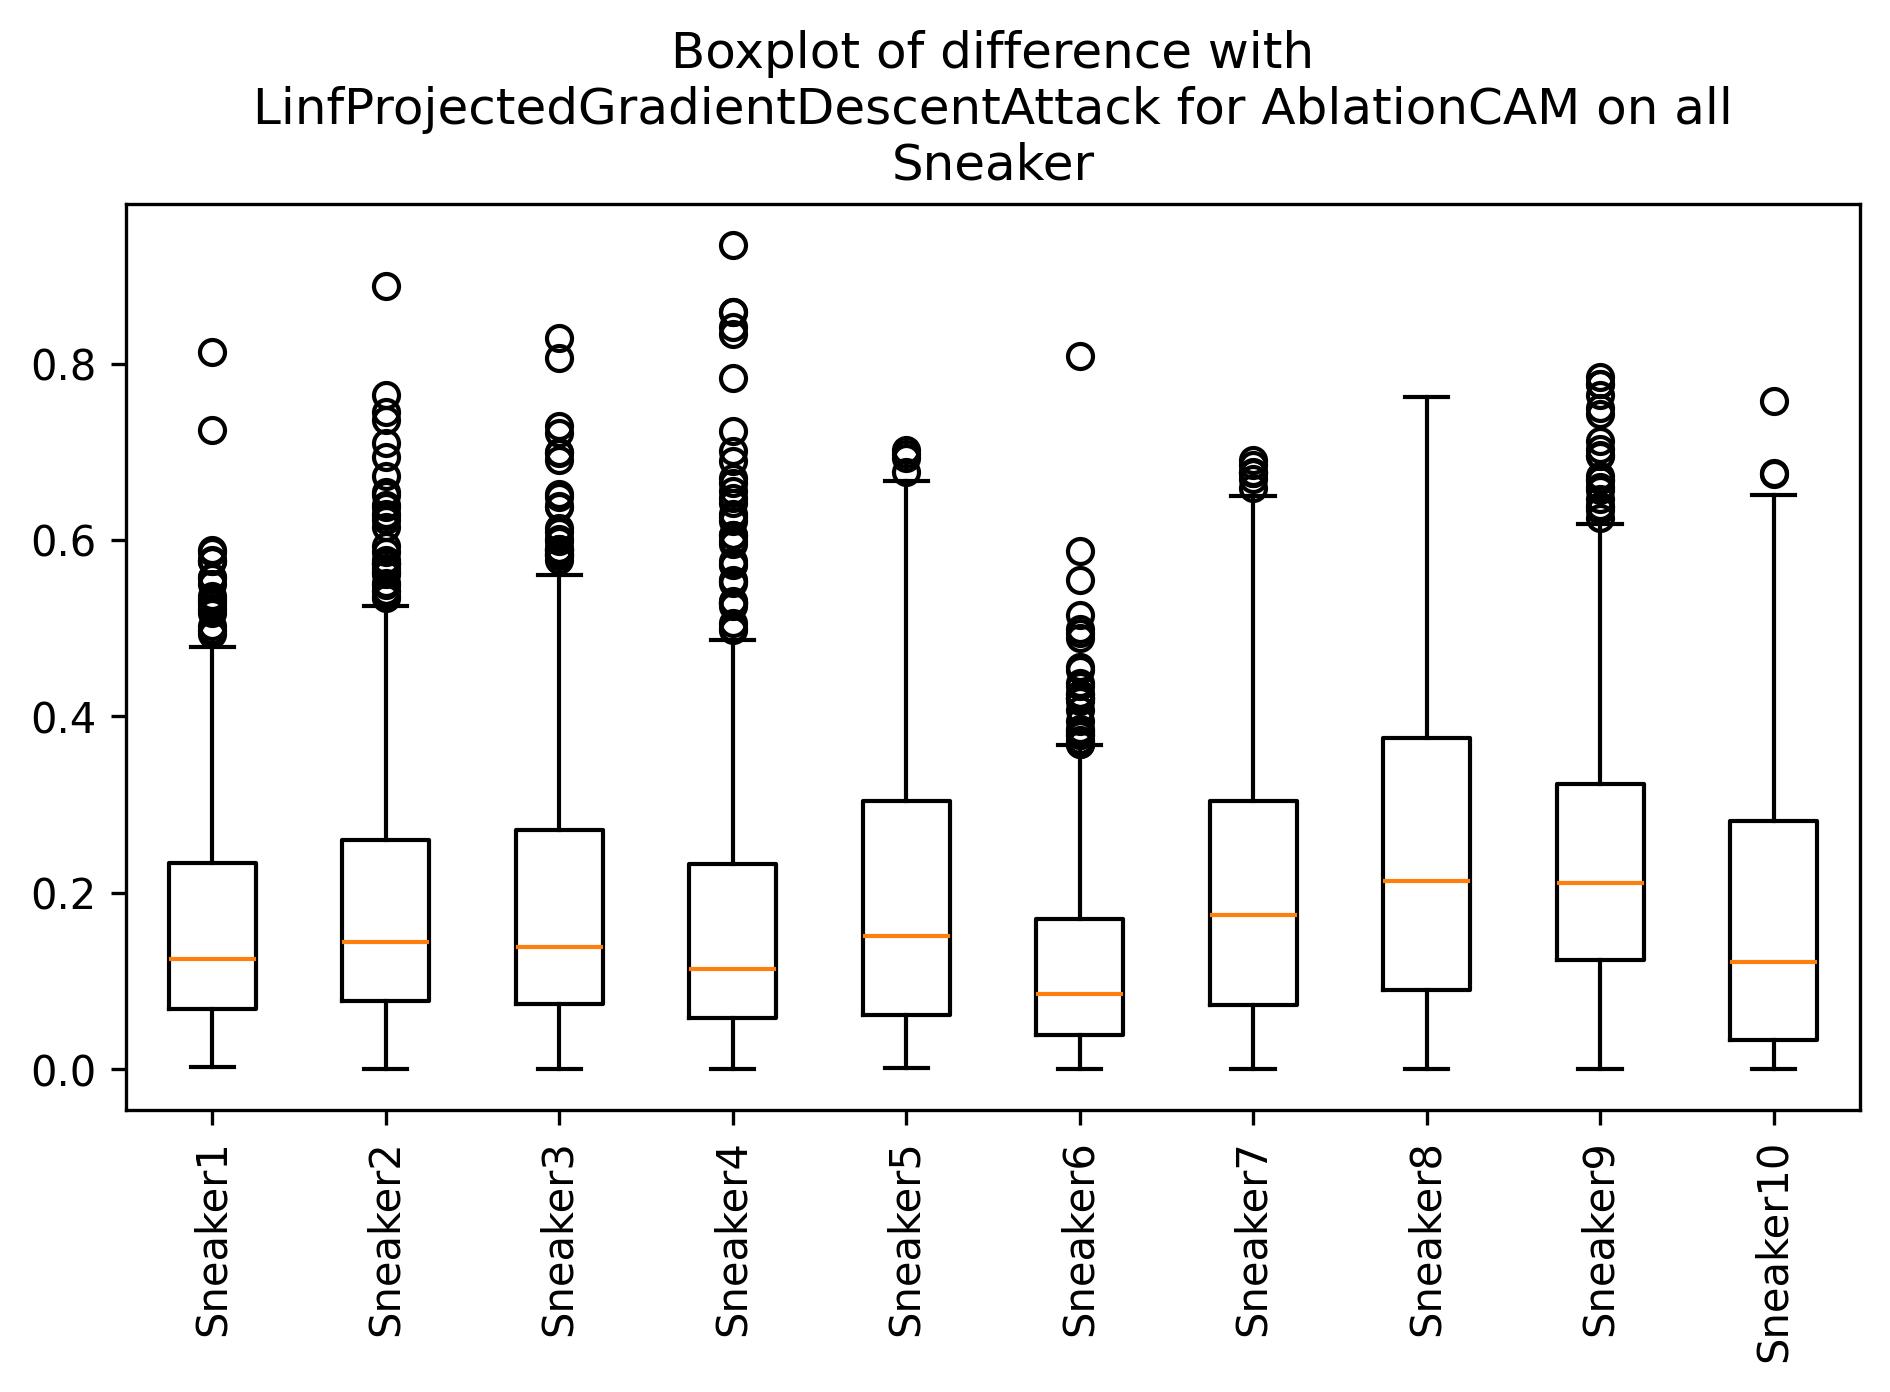 Boxplot of difference with
LinfProjectedGradientDescentAttack for AblationCAM on all
Sneaker
0.8
0.6
0.4
0.2
0.0
Sneaker1
Sneaker2
Sneaker3
Sneaker4
Sneaker5
Sneaker6
Sneaker7
Sneaker8
Sneaker9
Sneaker10